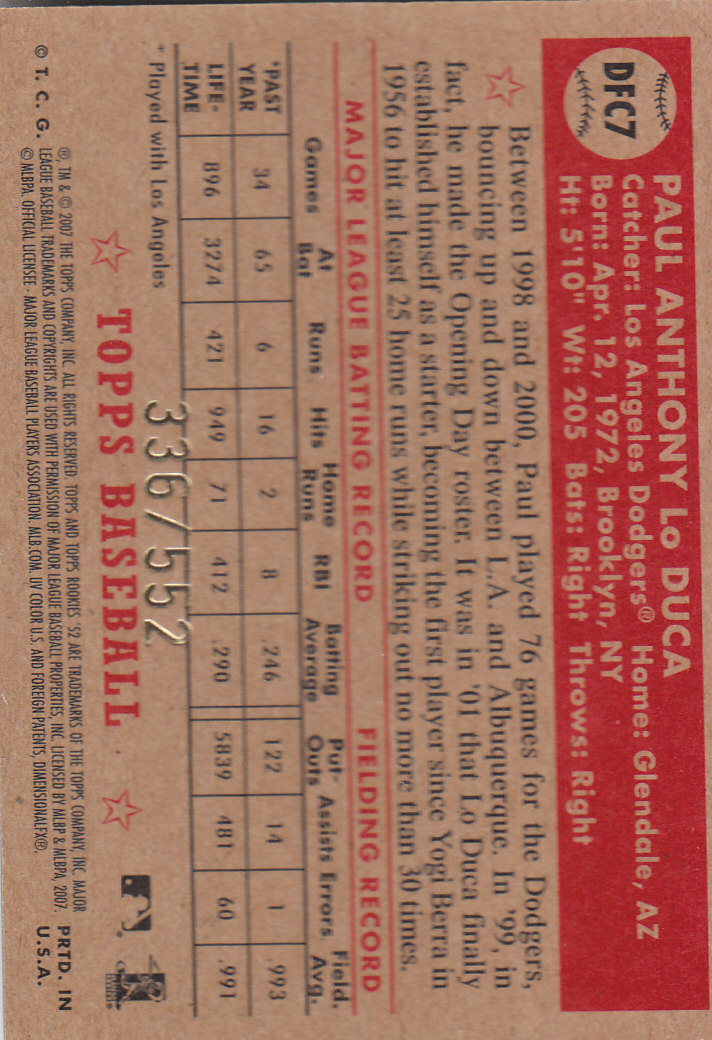 DFC7
PAUL ANTHONY Lo DUCA
Catcher: Los Angeles Dodgers® Home: Glendale, AZ
Born: Apr. 12, 1972, Brooklyn, NY
Ht: 5'10" Wt: 205 Bats: Right Throws: Right
Between 1998 and 2000, Paul played 76 games for the Dodgers,
bouncing up and down between L.A. and Albuquerque. In '99, in
fact, he made the Opening Day roster. It was in '01 that Lo Duca finally
established himself as a starter, becoming the first player since Yogi Berra in
1956 to hit at least 25 home runs while striking out no more than 30 times.
MAJOR LEAGUE BATTING RECORD FIELDING RECORD
Games At Bat Runs Hits Home Runs RBI Batting Average Put-Outs Assists Errors Field. Avg.
*PAST YEAR 34 65 6 16 2 8 .246 122 14 1 .993
LIFE-TIME 896 3274 421 949 71 412 .290 5839 481 60 .991
* Played with Los Angeles
336/552
TOPPS BASEBALL
®, TM & © 2007 THE TOPPS COMPANY, INC. ALL RIGHTS RESERVED. TOPPS AND TOPPS ROOKIES '52 ARE TRADEMARKS OF THE TOPPS COMPANY, INC. MAJOR
© T. C. G. LEAGUE BASEBALL TRADEMARKS AND COPYRIGHTS ARE USED WITH PERMISSION OF MAJOR LEAGUE BASEBALL PROPERTIES, INC. LICENSED BY MLBP & MLBPA, 2007. PRTD. IN
© MLBPA. OFFICIAL LICENSEE - MAJOR LEAGUE BASEBALL PLAYERS ASSOCIATION. MLB.COM. UV COLOR U.S. AND FOREIGN PATENTS, DIMENSIONALFX®. U.S.A.